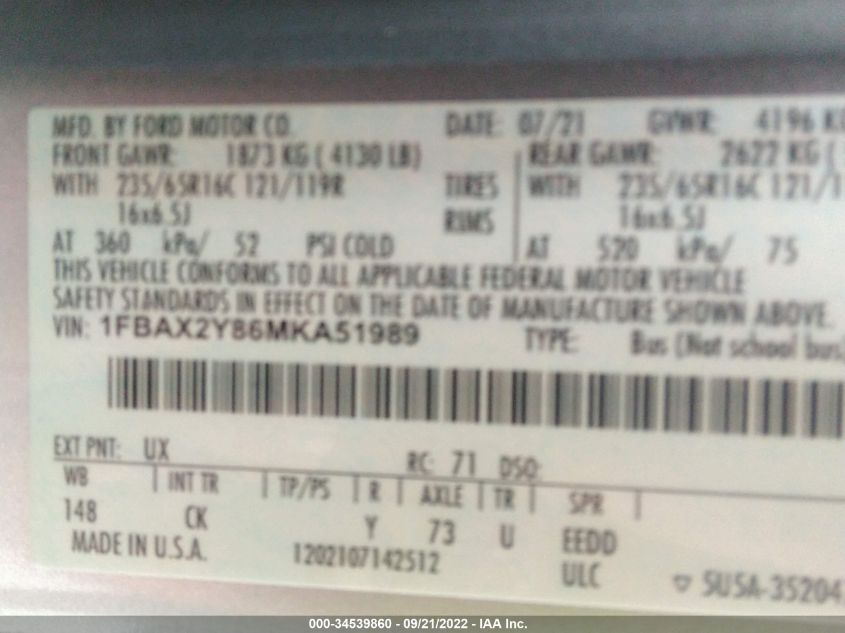 MFD. BY FORD MOTOR CO. DATE: 07/21 GVWR: 4196 KG
FRONT GAWR: 1873 KG ( 4130 LB) REAR GAWR: 2622 KG (
WITH 235/65R16C 121/119R TIRES WITH 235/65R16C 121/1
16x6.5J RIMS 16x6.5J
AT 360 kPa/ 52 PSI COLD AT 520 kPa/ 75
THIS VEHICLE CONFORMS TO ALL APPLICABLE FEDERAL MOTOR VEHICLE
SAFETY STANDARDS IN EFFECT ON THE DATE OF MANUFACTURE SHOWN ABOVE.
VIN: 1FBAX2Y86MKA51989 TYPE: Bus (Not school bus)
EXT PNT: UX RC: 71 DSO:
WB INT TR TP/PS R AXLE TR SPR
148 CK Y 73 U EEDD
MADE IN U.S.A. 1202107142512 ULC ▽ SU5A-35204
000-34539860 - 09/21/2022 - IAA Inc.